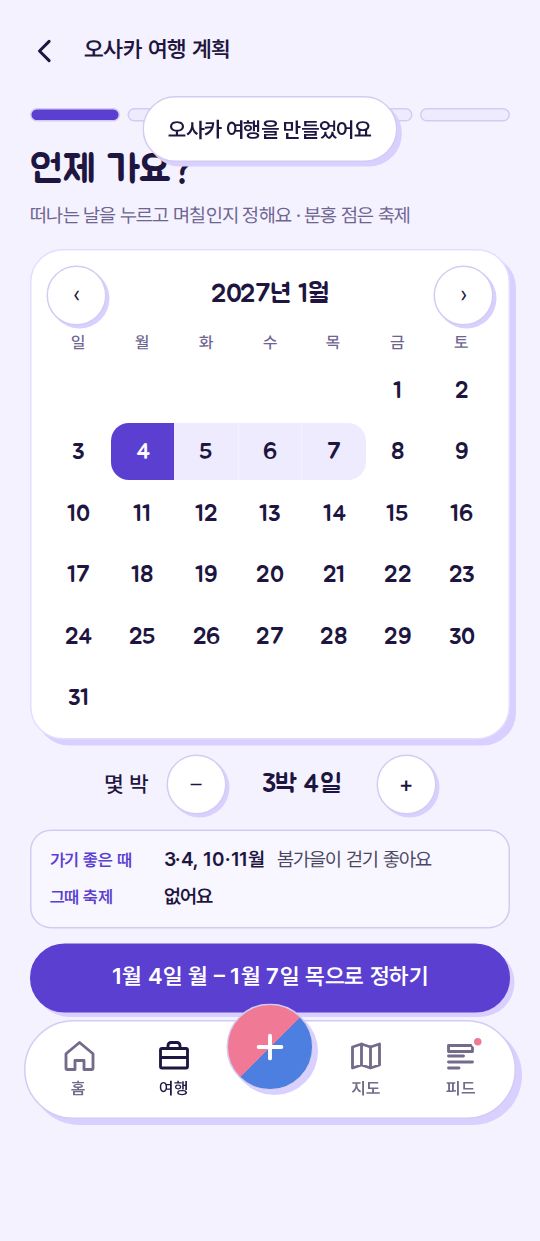 오사카 여행 계획
오사카 여행을 만들었어요
언제 가요?
떠나는 날을 누르고 며칠인지 정해요 · 분홍 점은 축제
‹ 2027년 1월 ›
일 월 화 수 목 금 토
1 2
3 4 5 6 7 8 9
10 11 12 13 14 15 16
17 18 19 20 21 22 23
24 25 26 27 28 29 30
31
몇 박 − 3박 4일 +
가기 좋은 때 3·4, 10·11월 봄가을이 걷기 좋아요
그때 축제 없어요
1월 4일 월 – 1월 7일 목으로 정하기
홈 여행 지도 피드